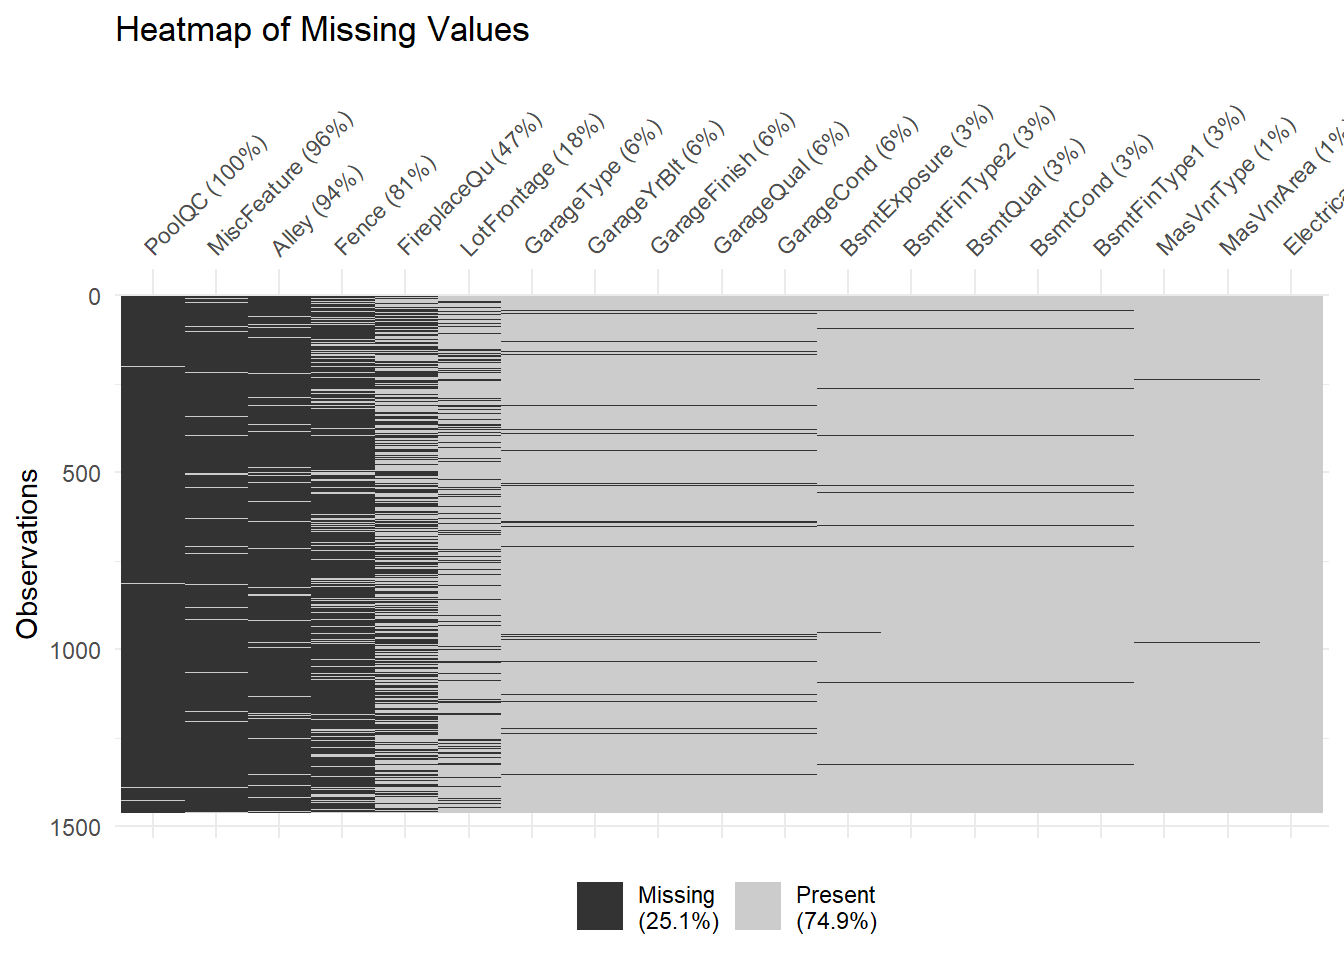 Heatmap of Missing Values
PoolQC (100%)
MiscFeature (96%)
Alley (94%)
Fence (81%)
FireplaceQu (47%)
LotFrontage (18%)
GarageType (6%)
GarageYrBlt (6%)
GarageFinish (6%)
GarageQual (6%)
GarageCond (6%)
BsmtExposure (3%)
BsmtFinType2 (3%)
BsmtQual (3%)
BsmtCond (3%)
BsmtFinType1 (3%)
MasVnrType (1%)
MasVnrArea (1%
Electrica
0
500
1000
1500
Observations
Missing
(25.1%)
Present
(74.9%)